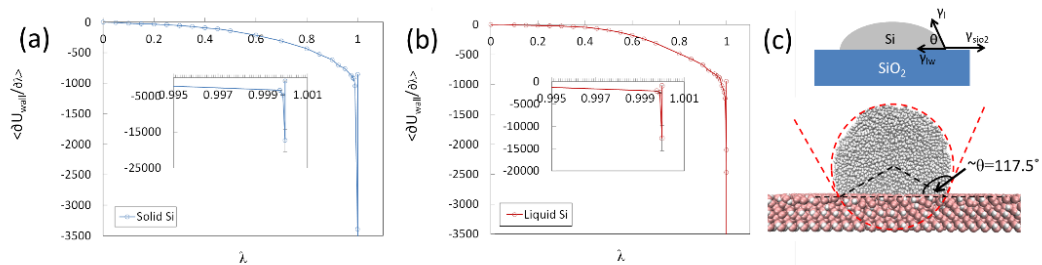 (a)
0
-500
-1000
-1500
-2000
-2500
-3000
-3500
0 0.2 0.4 0.6 0.8 1
<∂U_wall/∂λ>
0.995 0.997 0.999 1.001
-5000
-15000
-25000
Solid Si
λ
(b)
0
-500
-1000
-1500
-2000
-2500
-3000
-3500
0 0.2 0.4 0.6 0.8 1
<∂U_wall/∂λ>
0
0.995 0.997 0.999 1.001
-5000
-10000
-15000
-20000
Liquid Si
λ
(c)
γ_l
Si
θ
γ_sio2
γ_lw
SiO₂
~θ=117.5°